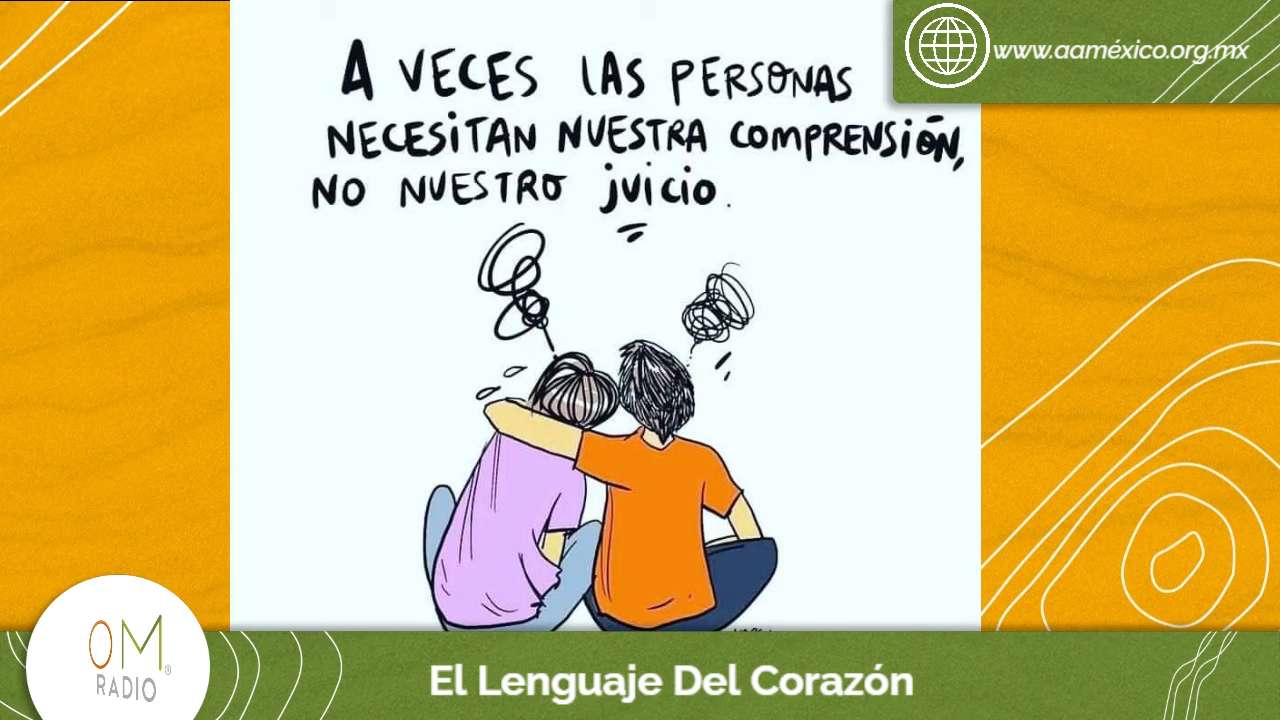 www.aaméxico.org.mx
A VECES LAS PERSONAS
NECESITAN NUESTRA COMPRENSIÓN,
NO NUESTRO juicio.
OM®
RADIO
El Lenguaje Del Corazón